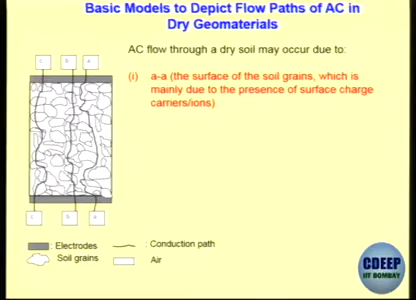 Basic Models to Depict Flow Paths of AC in
Dry Geomaterials
AC flow through a dry soil may occur due to:
(i) a-a (the surface of the soil grains, which is
mainly due to the presence of surface charge
carriers/ions)
c b a
c b a
: Electrodes
: Conduction path
Soil grains
Air
CDEEP
IIT BOMBAY